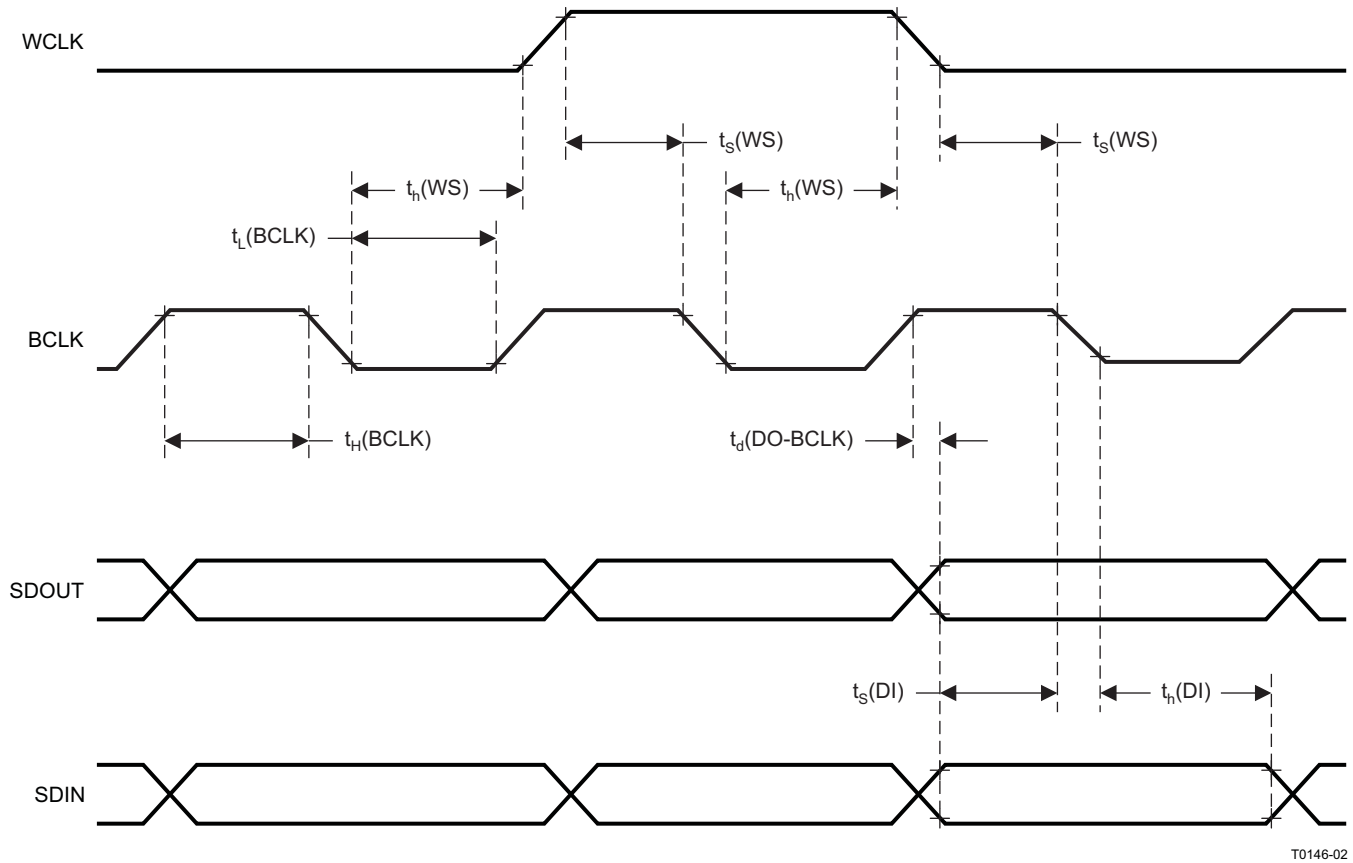 WCLK
tS(WS)
tS(WS)
th(WS)
th(WS)
tL(BCLK)
BCLK
tH(BCLK)
td(DO-BCLK)
SDOUT
tS(DI)
th(DI)
SDIN
T0146-02